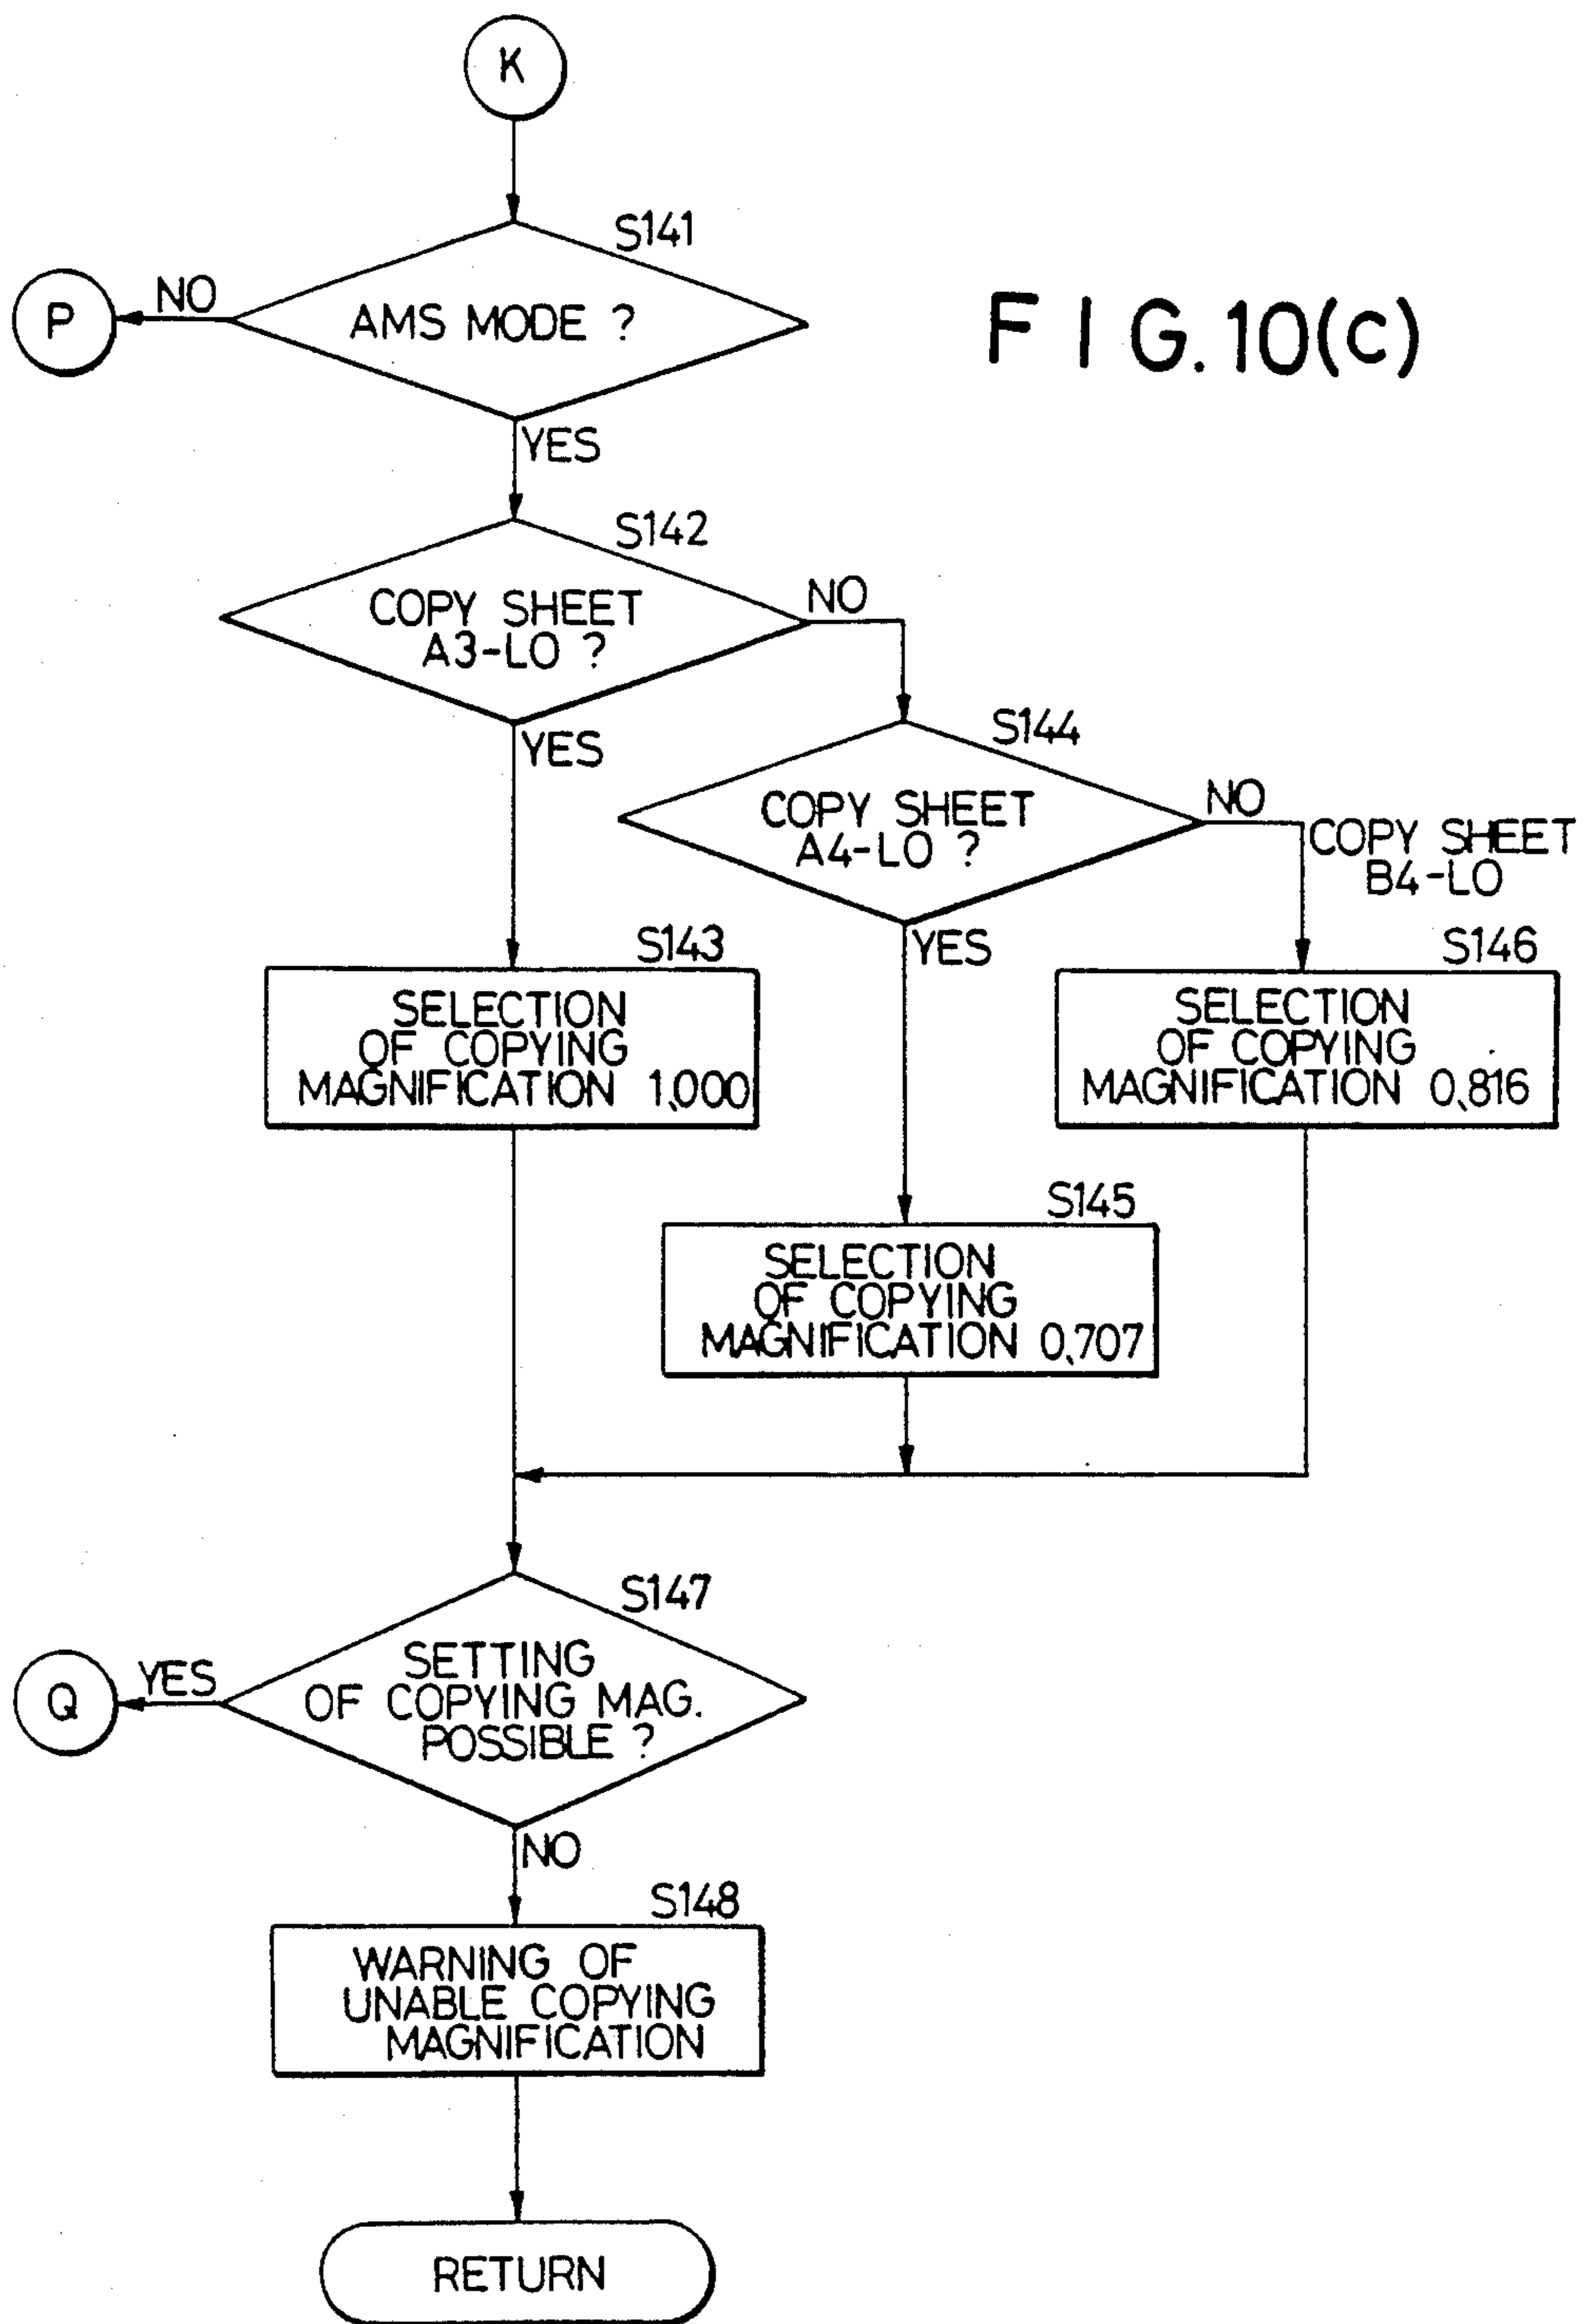 K
S141
P
NO
AMS MODE ?
F I G.10(c)
YES
S142
COPY SHEET
A3-LO ?
NO
YES
S144
COPY SHEET
A4-LO ?
NO
COPY SHEET
B4-LO
YES
S143
SELECTION
OF COPYING
MAGNIFICATION 1,000
S146
SELECTION
OF COPYING
MAGNIFICATION 0,816
S145
SELECTION
OF COPYING
MAGNIFICATION 0,707
S147
Q
YES
SETTING
OF COPYING MAG.
POSSIBLE ?
NO
S148
WARNING OF
UNABLE COPYING
MAGNIFICATION
RETURN